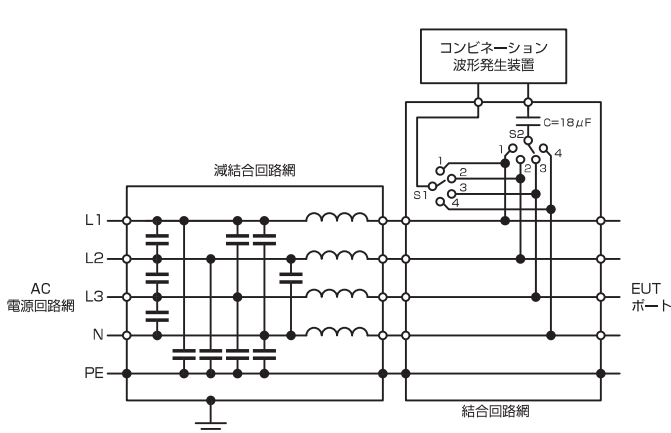 コンビネーション
波形発生装置
C=18μF
S2
1
4
2
3
1
2
S1
3
4
減結合回路網
L1
L2
AC
電源回路網
L3
EUT
ポート
N
PE
結合回路網